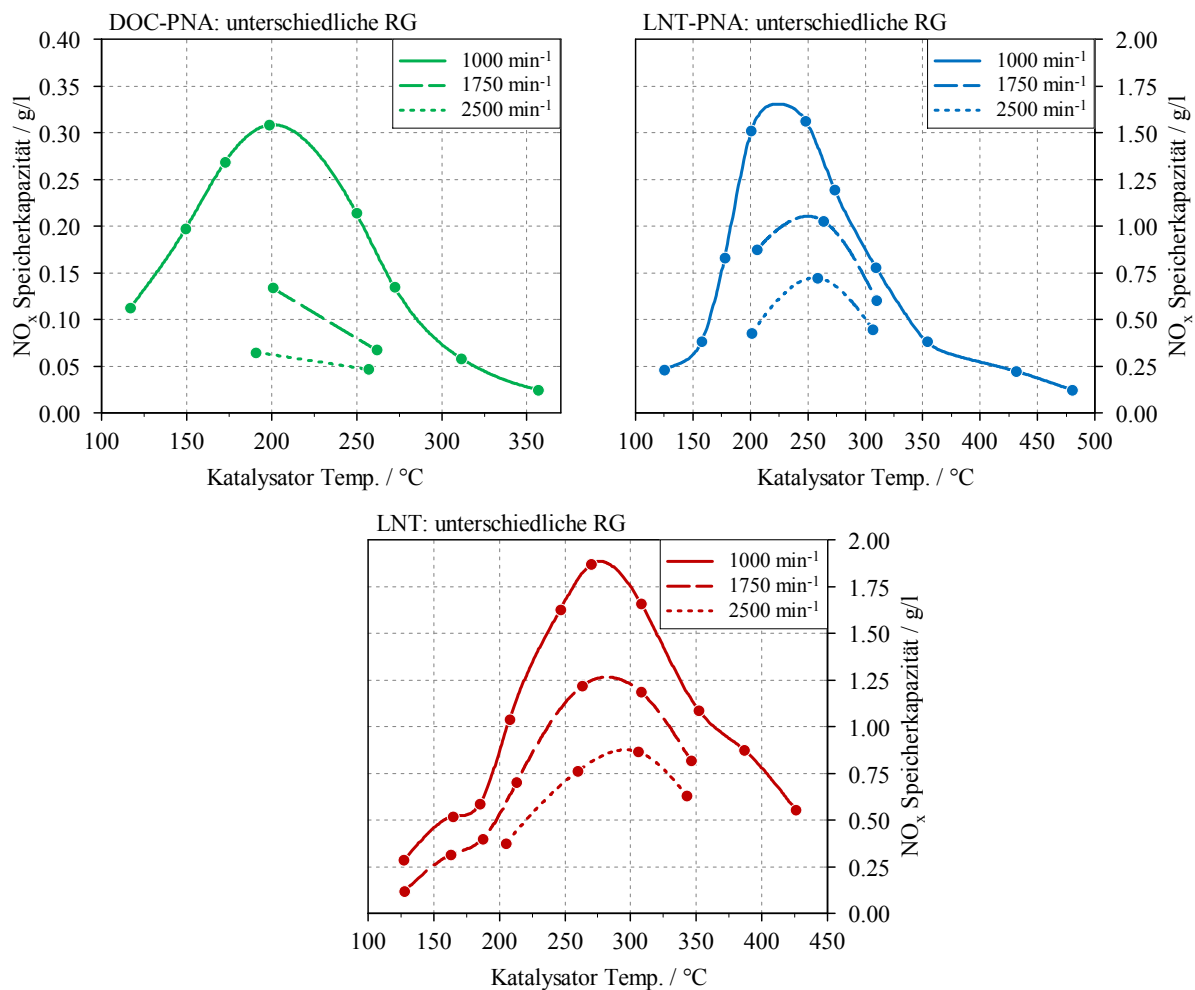 DOC-PNA: unterschiedliche RG
0.40
0.35
0.30
0.25
0.20
0.15
0.10
0.05
0.00
NOx Speicherkapazität / g/l
1000 min-1
1750 min-1
2500 min-1
100 150 200 250 300 350
Katalysator Temp. / °C
LNT-PNA: unterschiedliche RG
1000 min-1
1750 min-1
2500 min-1
2.00
1.75
1.50
1.25
1.00
0.75
0.50
0.25
0.00
NOx Speicherkapazität / g/l
100 150 200 250 300 350 400 450 500
Katalysator Temp. / °C
LNT: unterschiedliche RG
1000 min-1
1750 min-1
2500 min-1
2.00
1.75
1.50
1.25
1.00
0.75
0.50
0.25
0.00
NOx Speicherkapazität / g/l
100 150 200 250 300 350 400 450
Katalysator Temp. / °C